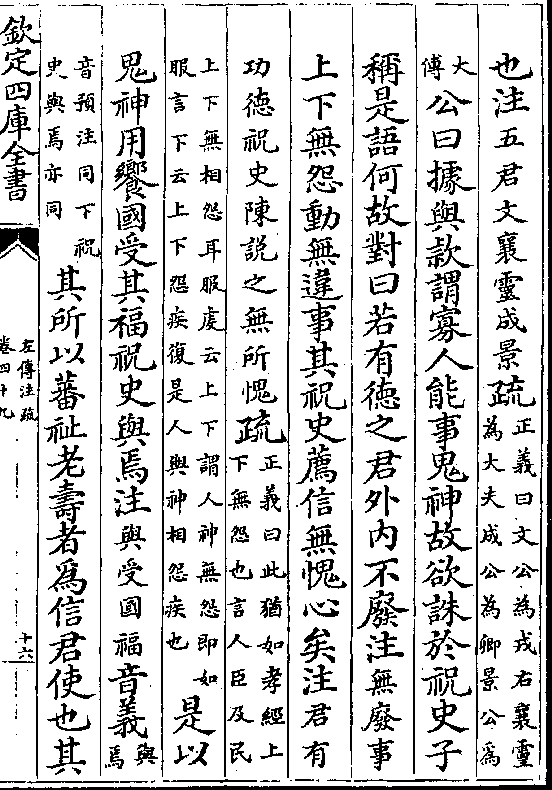 也注五君文襄靈成景疏正義曰文公為戎右襄靈為大夫成公為卿景公為
大傅公曰據與款謂寡人能事鬼神故欲誅於祝史子
稱是語何故對曰若有德之君外内不廢注無廢事
上下無怨動無違事其祝史薦信無愧心矣注君有
功德祝史陳說之無所愧疏正義曰此猶如孝經上下無怨也言人臣及民
上下無相怨耳服虔云上下謂人神無怨即如服言下云上下怨疾復是人與神相怨疾也是以
鬼神用饗國受其福祝史與焉注與受國福音義與焉
音預注同下祝史與焉亦同其所以蕃祉老壽者為信君使也其
欽定四庫全書
左傳注疏
卷四十九
十六